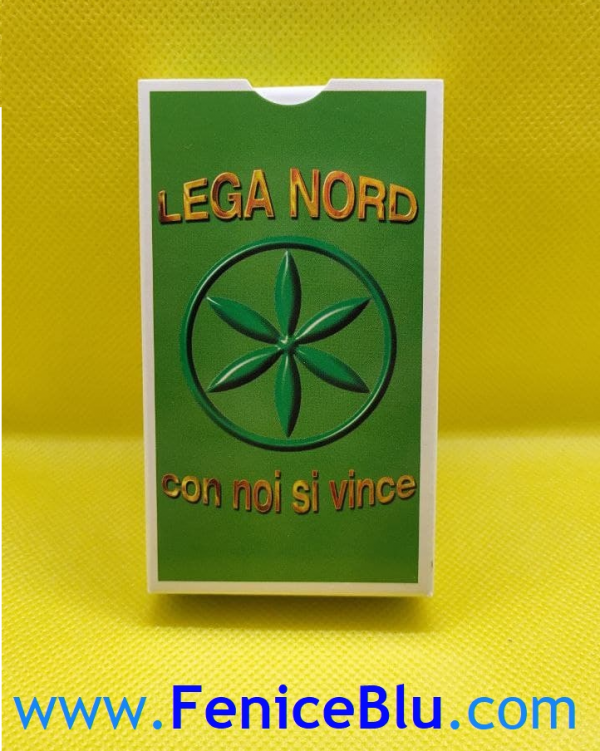 LEGA NORD
con noi si vince
www.FeniceBlu.com